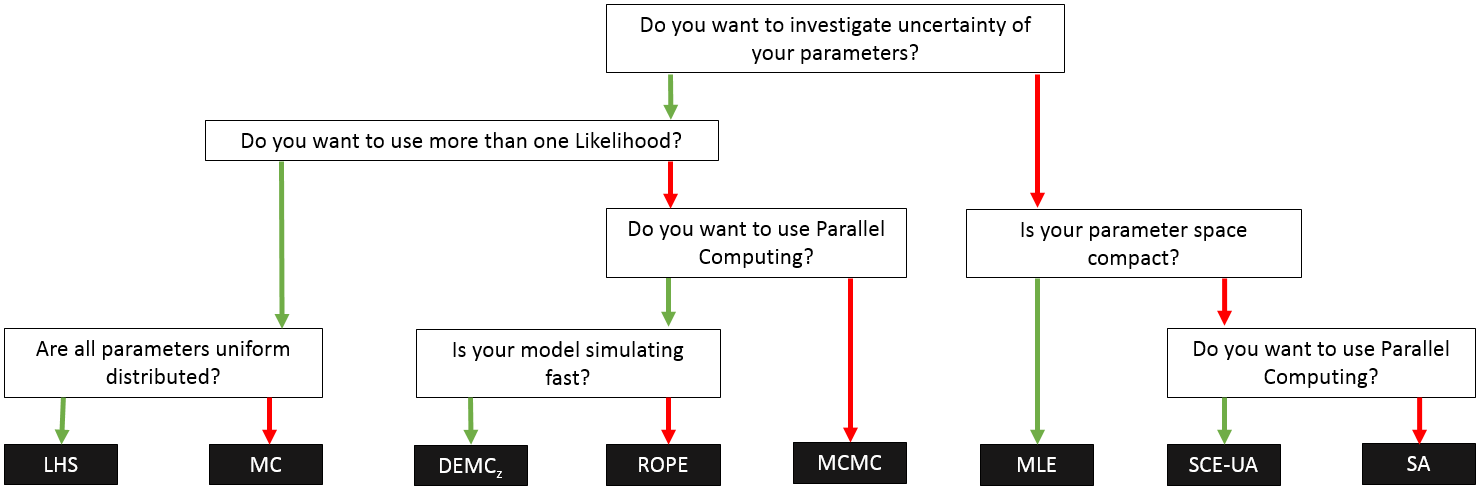 Do you want to investigate uncertainty of
your parameters?
Do you want to use more than one Likelihood?
Do you want to use Parallel
Computing?
Is your parameter space
compact?
Are all parameters uniform
distributed?
Is your model simulating
fast?
Do you want to use Parallel
Computing?
LHS
MC
DEMCz
ROPE
MCMC
MLE
SCE-UA
SA